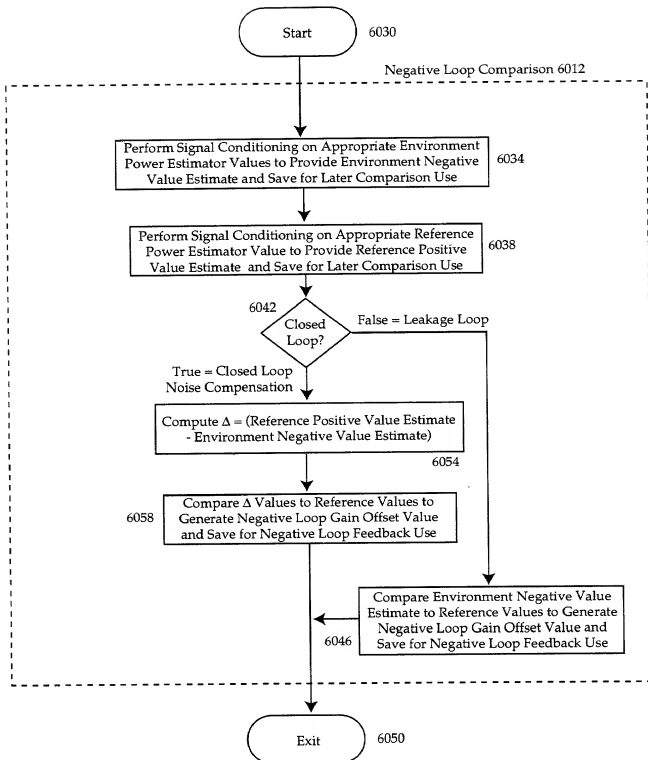 Start
6030
Negative Loop Comparison 6012
Perform Signal Conditioning on Appropriate Environment
Power Estimator Values to Provide Environment Negative
Value Estimate and Save for Later Comparison Use
6034
Perform Signal Conditioning on Appropriate Reference
Power Estimator Value to Provide Reference Positive
Value Estimate and Save for Later Comparison Use
6038
6042
Closed
Loop?
False = Leakage Loop
True = Closed Loop
Noise Compensation
Compute Δ = (Reference Positive Value Estimate
- Environment Negative Value Estimate)
6054
6058
Compare Δ Values to Reference Values to
Generate Negative Loop Gain Offset Value
and Save for Negative Loop Feedback Use
Compare Environment Negative Value
Estimate to Reference Values to Generate
Negative Loop Gain Offset Value and
Save for Negative Loop Feedback Use
6046
Exit
6050